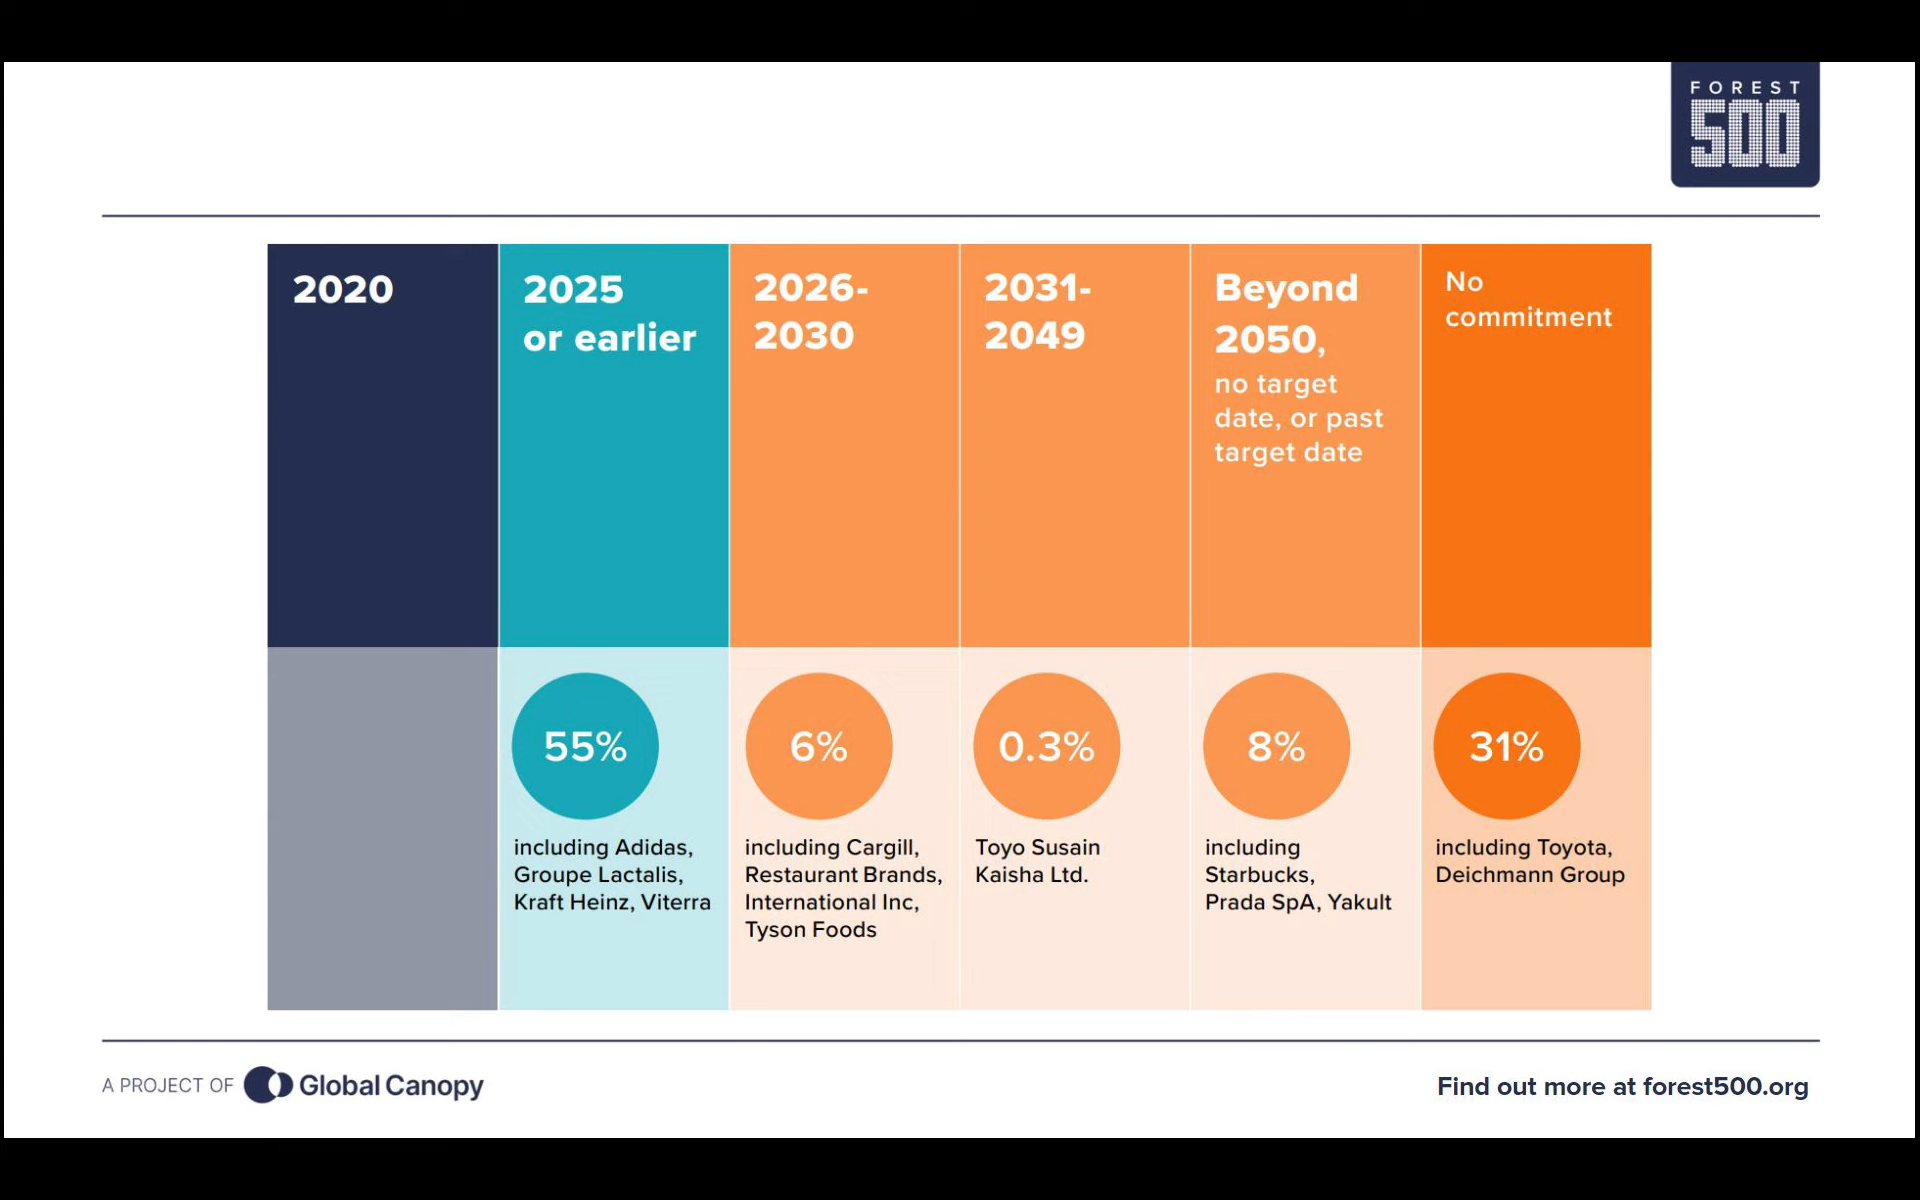 FOREST
500
2020
2025
or earlier
2026-
2030
2031-
2049
Beyond
2050,
no target
date, or past
target date
No
commitment
55%
including Adidas,
Groupe Lactalis,
Kraft Heinz, Viterra
6%
including Cargill,
Restaurant Brands,
International Inc,
Tyson Foods
0.3%
Toyo Susain
Kaisha Ltd.
8%
including
Starbucks,
Prada SpA, Yakult
31%
including Toyota,
Deichmann Group
A PROJECT OF Global Canopy
Find out more at forest500.org